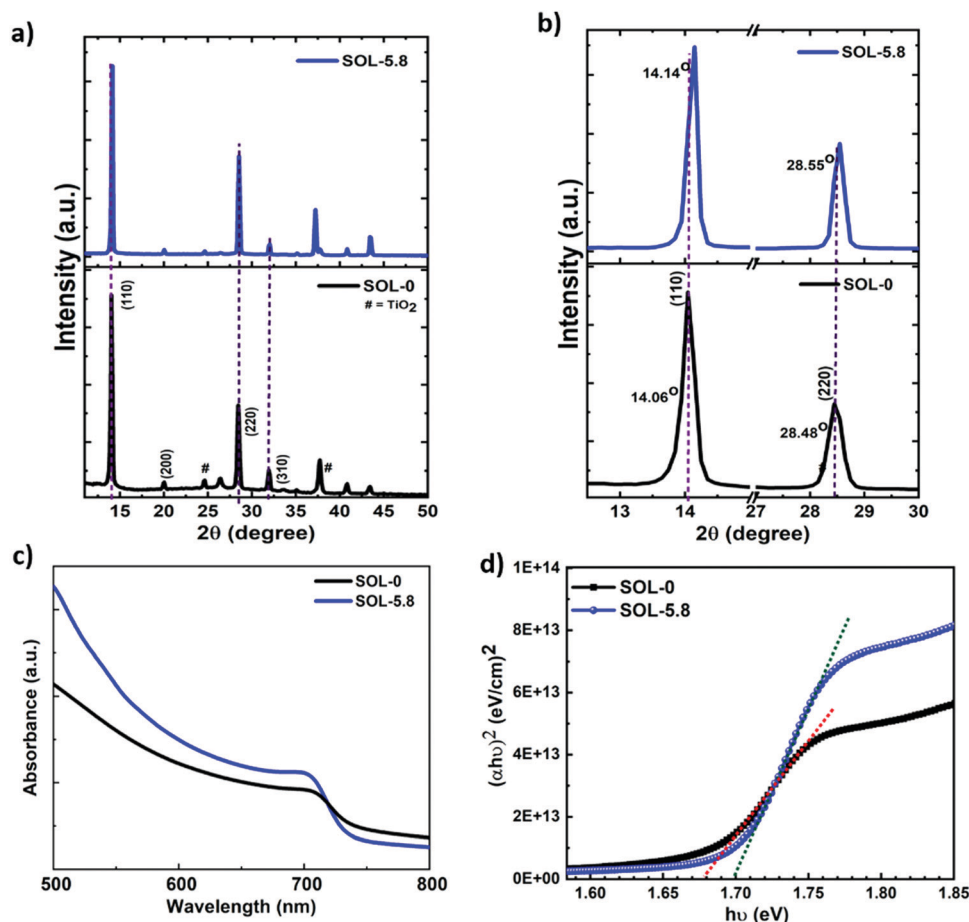 a)
SOL-5.8
SOL-0
# = TiO2
(110)
(200)
#
(220)
(310)
#
Intensity (a.u.)
15 20 25 30 35 40 45 50
2θ (degree)
b)
SOL-5.8
14.14°
28.55°
SOL-0
(110)
14.06°
(220)
28.48°
#
Intensity (a.u.)
13 14 27 28 29 30
2θ (degree)
c)
SOL-0
SOL-5.8
Absorbance (a.u.)
500 600 700 800
Wavelength (nm)
d)
SOL-0
SOL-5.8
(αhυ)² (eV/cm)²
1E+14
8E+13
6E+13
4E+13
2E+13
0E+00
1.60 1.65 1.70 1.75 1.80 1.85
hυ (eV)